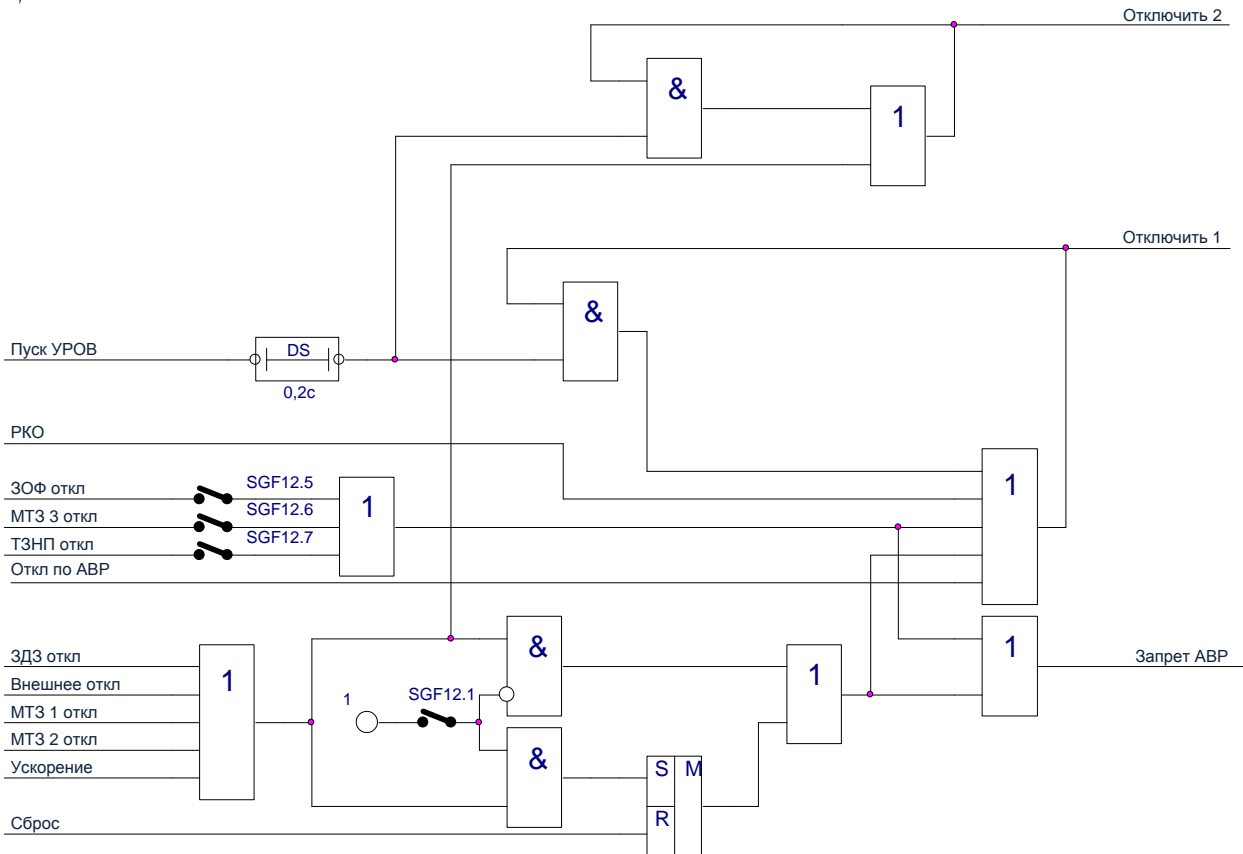 Отключить 2
&
1
Отключить 1
&
Пуск УРОВ
DS
0,2с
РКО
1
ЗОФ откл
SGF12.5
1
МТЗ 3 откл
SGF12.6
ТЗНП откл
SGF12.7
Откл по АВР
&
1
ЗДЗ откл
1
1
Запрет АВР
Внешнее откл
1
SGF12.1
МТЗ 1 откл
МТЗ 2 откл
&
Ускорение
S M
Сброс
R